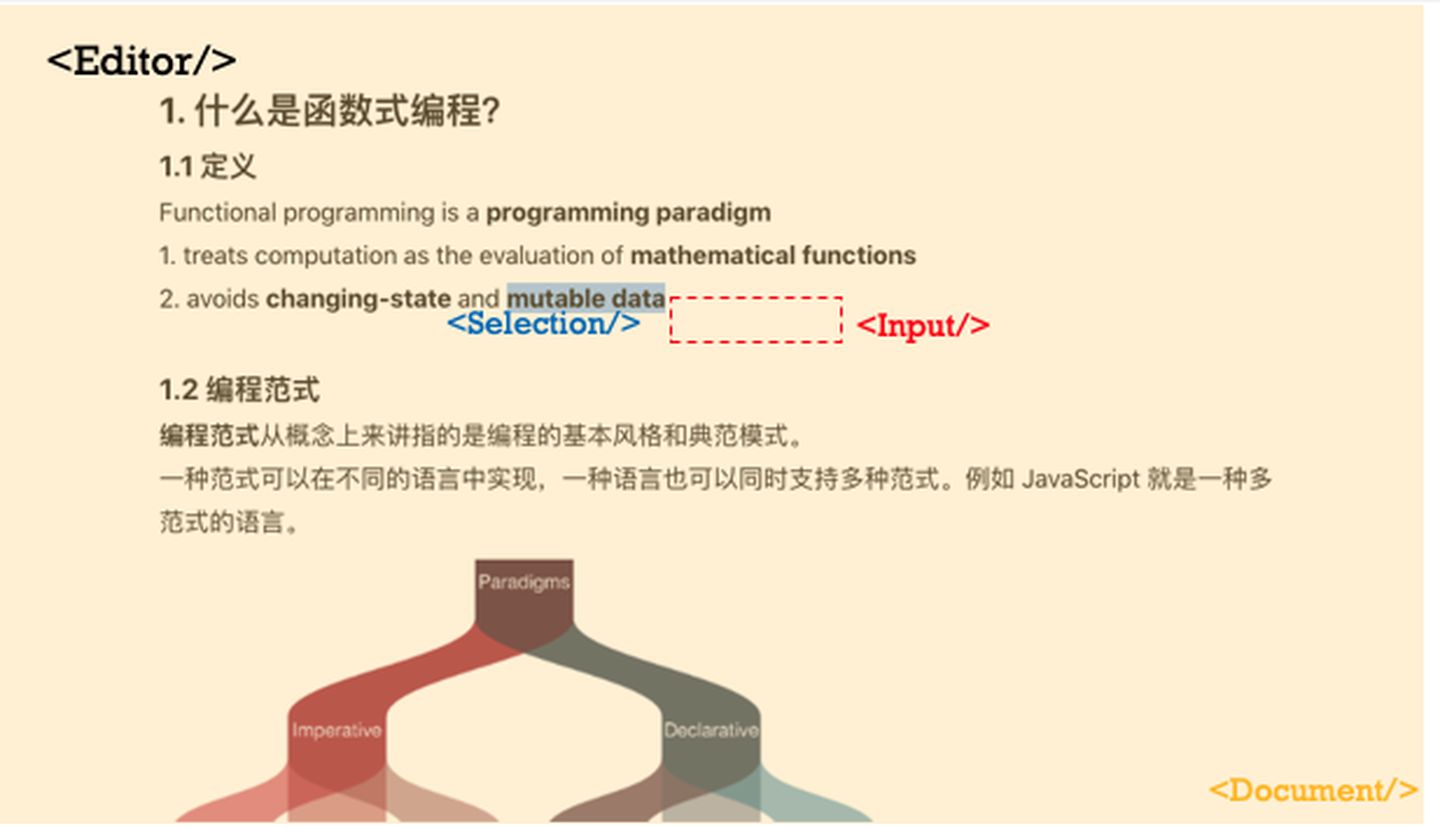 <Editor/>
1. 什么是函数式编程?
1.1 定义
Functional programming is a programming paradigm
1. treats computation as the evaluation of mathematical functions
2. avoids changing-state and mutable data
<Selection/>
<Input/>
1.2 编程范式
编程范式从概念上来讲指的是编程的基本风格和典范模式。
一种范式可以在不同的语言中实现，一种语言也可以同时支持多种范式。例如 JavaScript 就是一种多
范式的语言。
Paradigms
Imperative
Declarative
<Document/>